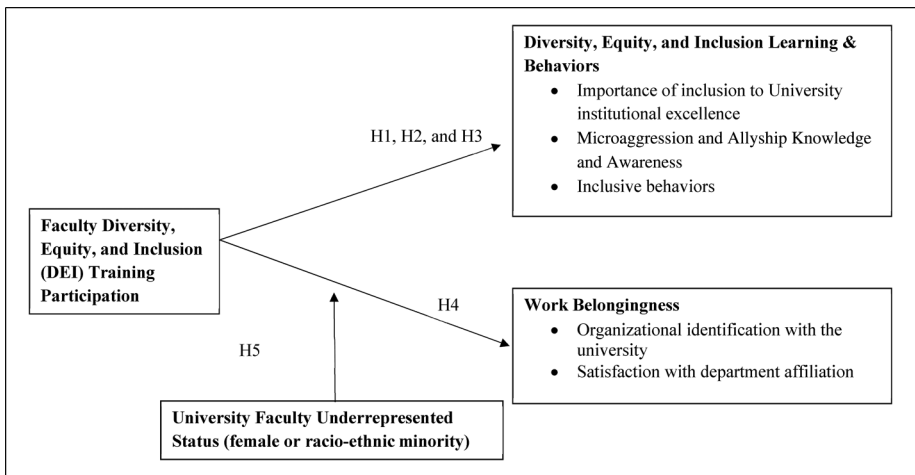 Diversity, Equity, and Inclusion Learning &
Behaviors
• Importance of inclusion to University
institutional excellence
• Microaggression and Allyship Knowledge
and Awareness
• Inclusive behaviors
H1, H2, and H3
Faculty Diversity,
Equity, and Inclusion
(DEI) Training
Participation
H4
Work Belongingness
• Organizational identification with the
university
• Satisfaction with department affiliation
H5
University Faculty Underrepresented
Status (female or racio-ethnic minority)